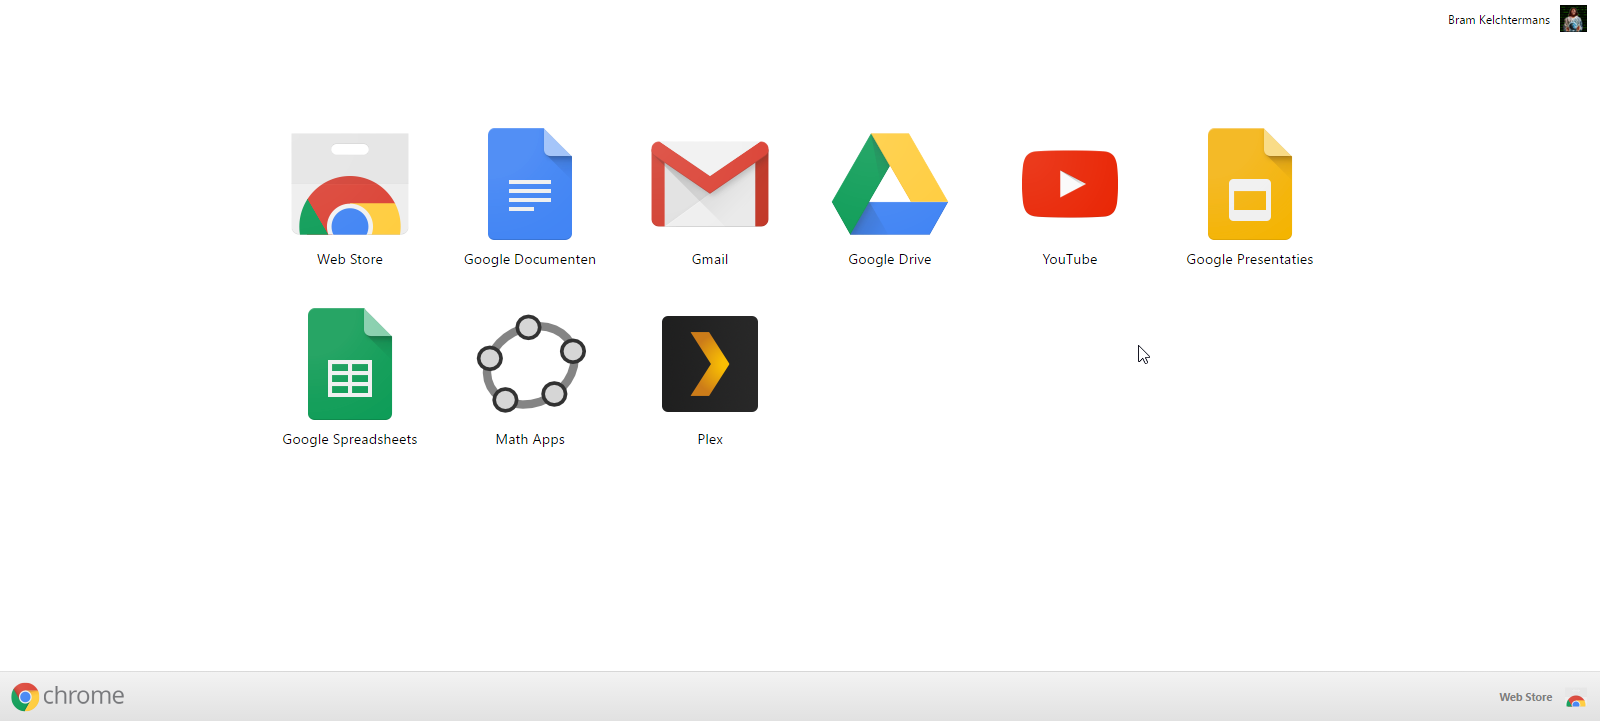 Bram Kelchtermans
Web Store
Google Documenten
Gmail
Google Drive
YouTube
Google Presentaties
Google Spreadsheets
Math Apps
Plex
chrome
Web Store